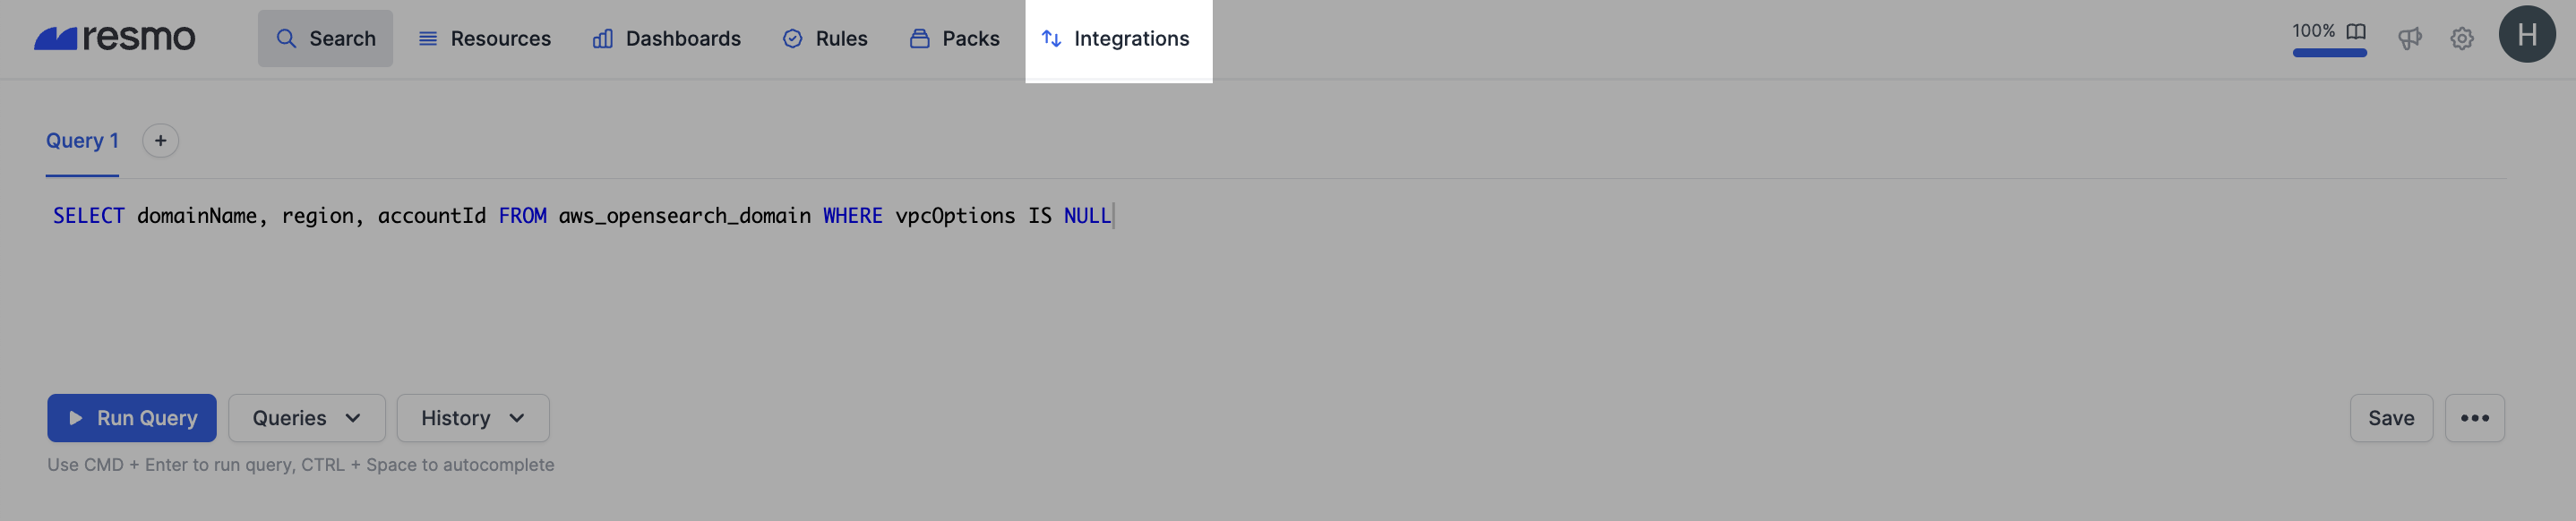 resmo Search Resources Dashboards Rules Packs Integrations 100% H
Query 1 +
SELECT domainName, region, accountId FROM aws_opensearch_domain WHERE vpcOptions IS NULL
Run Query Queries History Save
Use CMD + Enter to run query, CTRL + Space to autocomplete